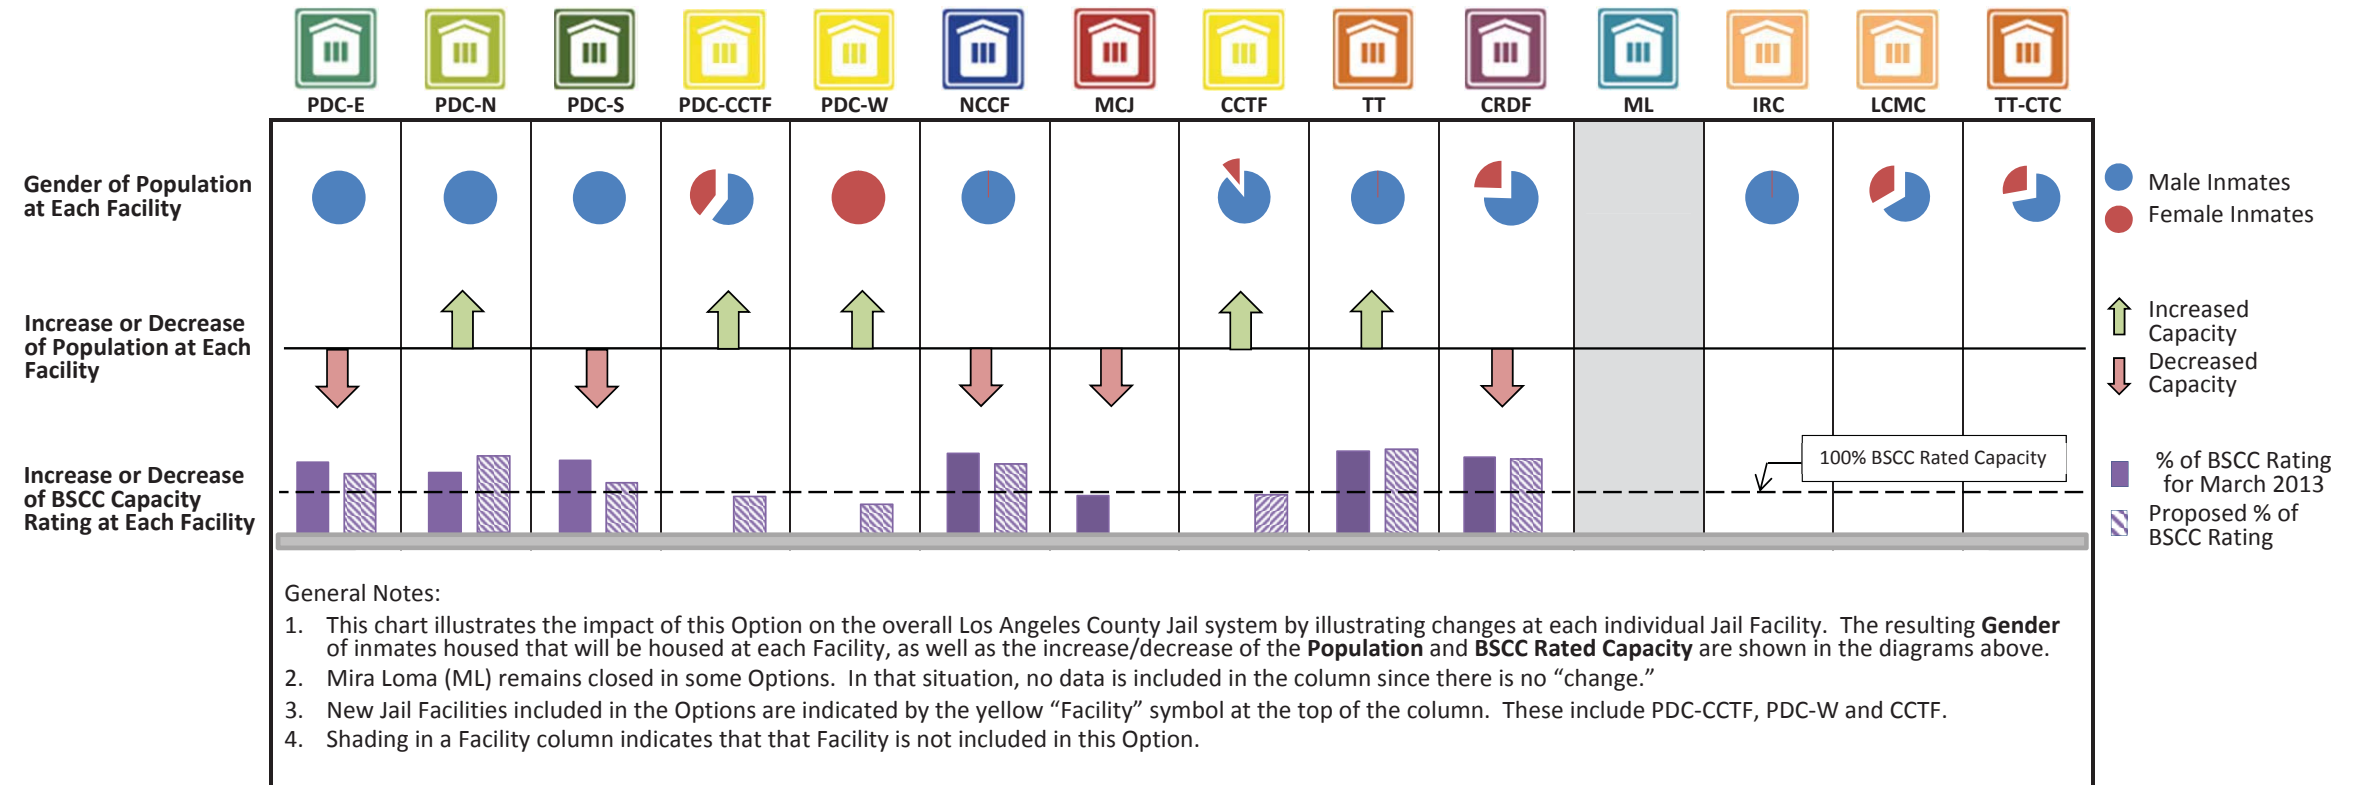 PDC-E PDC-N PDC-S PDC-CCTF PDC-W NCCF MCJ CCTF TT CRDF ML IRC LCMC TT-CTC
Gender of Population
at Each Facility
Male Inmates
Female Inmates
Increase or Decrease
of Population at Each
Facility
Increased
Capacity
Decreased
Capacity
Increase or Decrease
of BSCC Capacity
Rating at Each Facility
100% BSCC Rated Capacity
% of BSCC Rating
for March 2013
Proposed % of
BSCC Rating
General Notes:
1. This chart illustrates the impact of this Option on the overall Los Angeles County Jail system by illustrating changes at each individual Jail Facility. The resulting Gender
of inmates housed that will be housed at each Facility, as well as the increase/decrease of the Population and BSCC Rated Capacity are shown in the diagrams above.
2. Mira Loma (ML) remains closed in some Options. In that situation, no data is included in the column since there is no “change.”
3. New Jail Facilities included in the Options are indicated by the yellow “Facility” symbol at the top of the column. These include PDC-CCTF, PDC-W and CCTF.
4. Shading in a Facility column indicates that that Facility is not included in this Option.